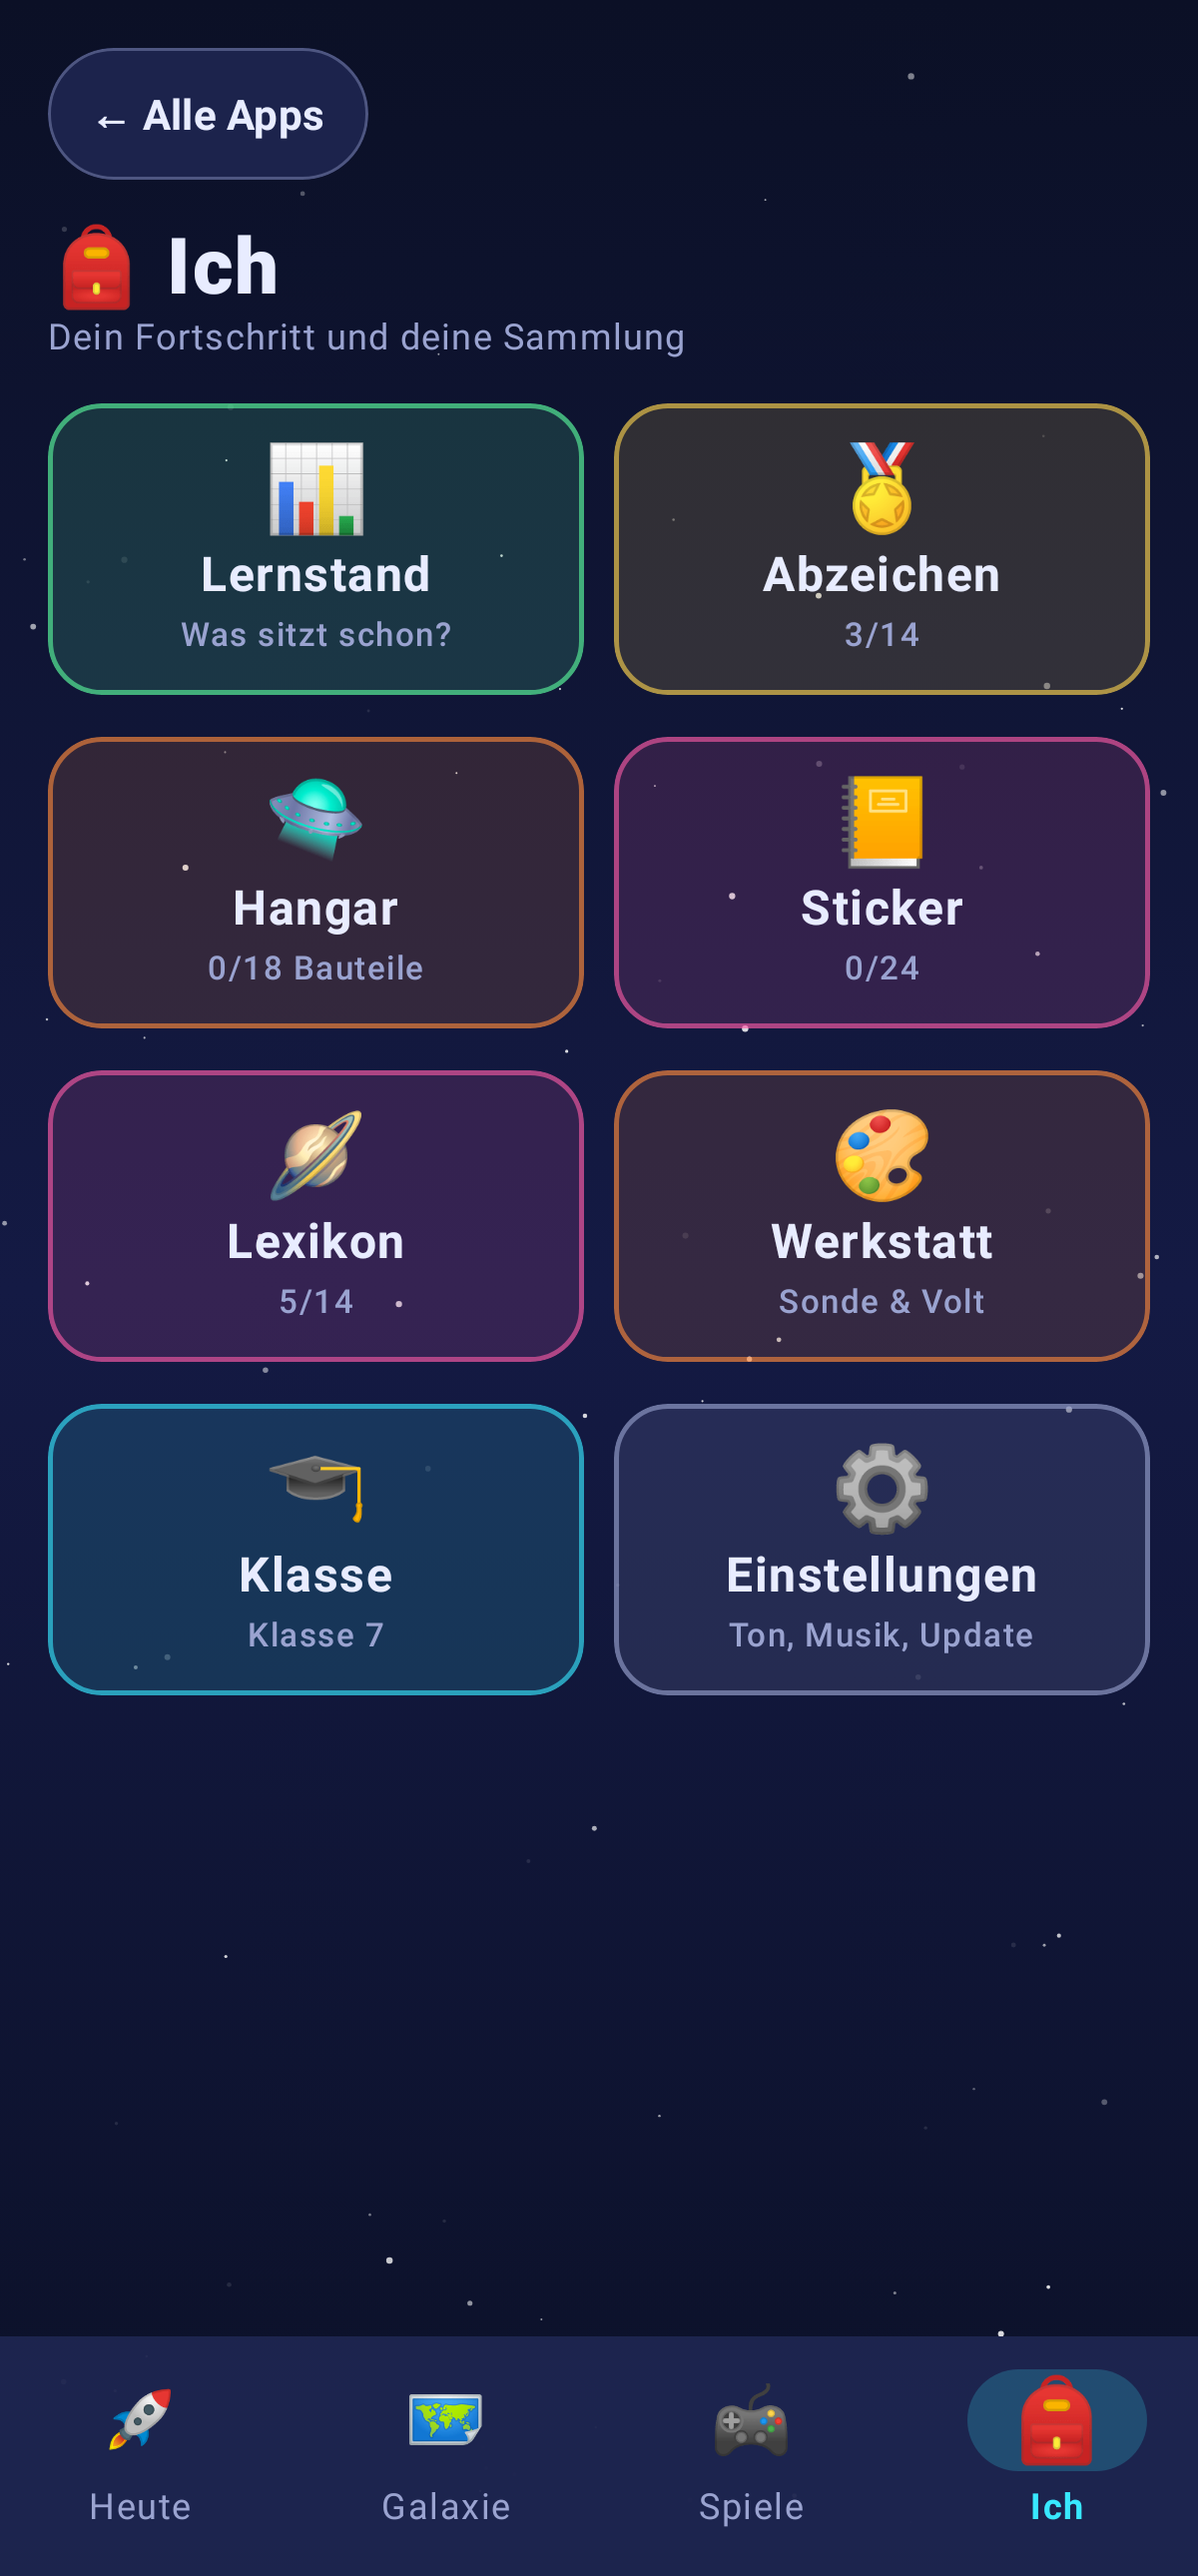 ← Alle Apps
Ich
Dein Fortschritt und deine Sammlung
Lernstand
Was sitzt schon?
Abzeichen
3/14
Hangar
0/18 Bauteile
Sticker
0/24
Lexikon
5/14
Werkstatt
Sonde & Volt
Klasse
Klasse 7
Einstellungen
Ton, Musik, Update
Heute
Galaxie
Spiele
Ich